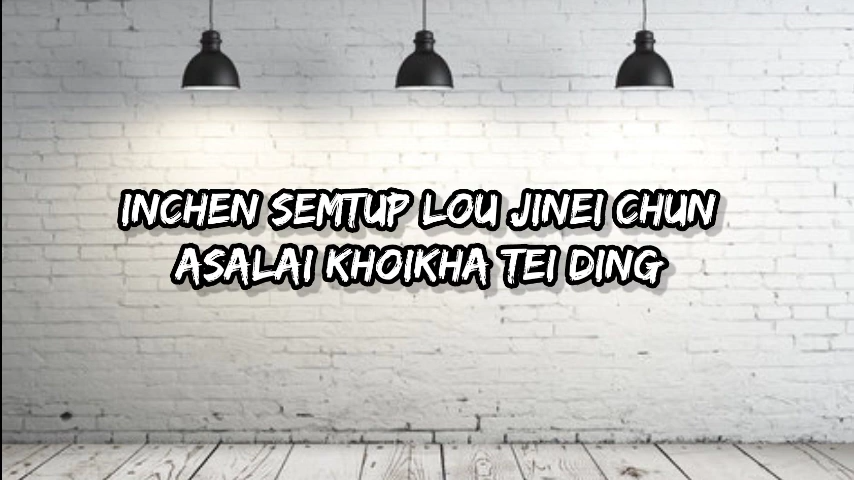 INCHEN SEMTUP LOU JINEI CHUN
ASALAI KHOIKHA TEI DING